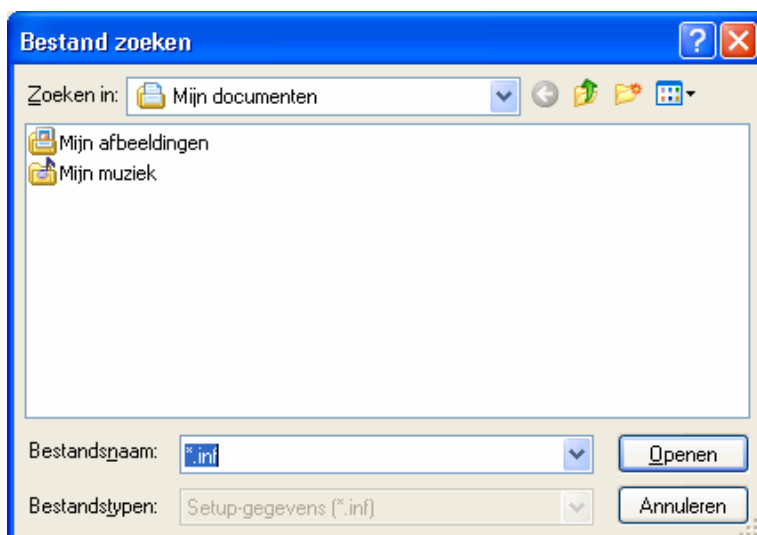 Bestand zoeken
Zoeken in: Mijn documenten
Mijn afbeeldingen
Mijn muziek
Bestandsnaam: *.inf Openen
Bestandstypen: Setup-gegevens (*.inf) Annuleren